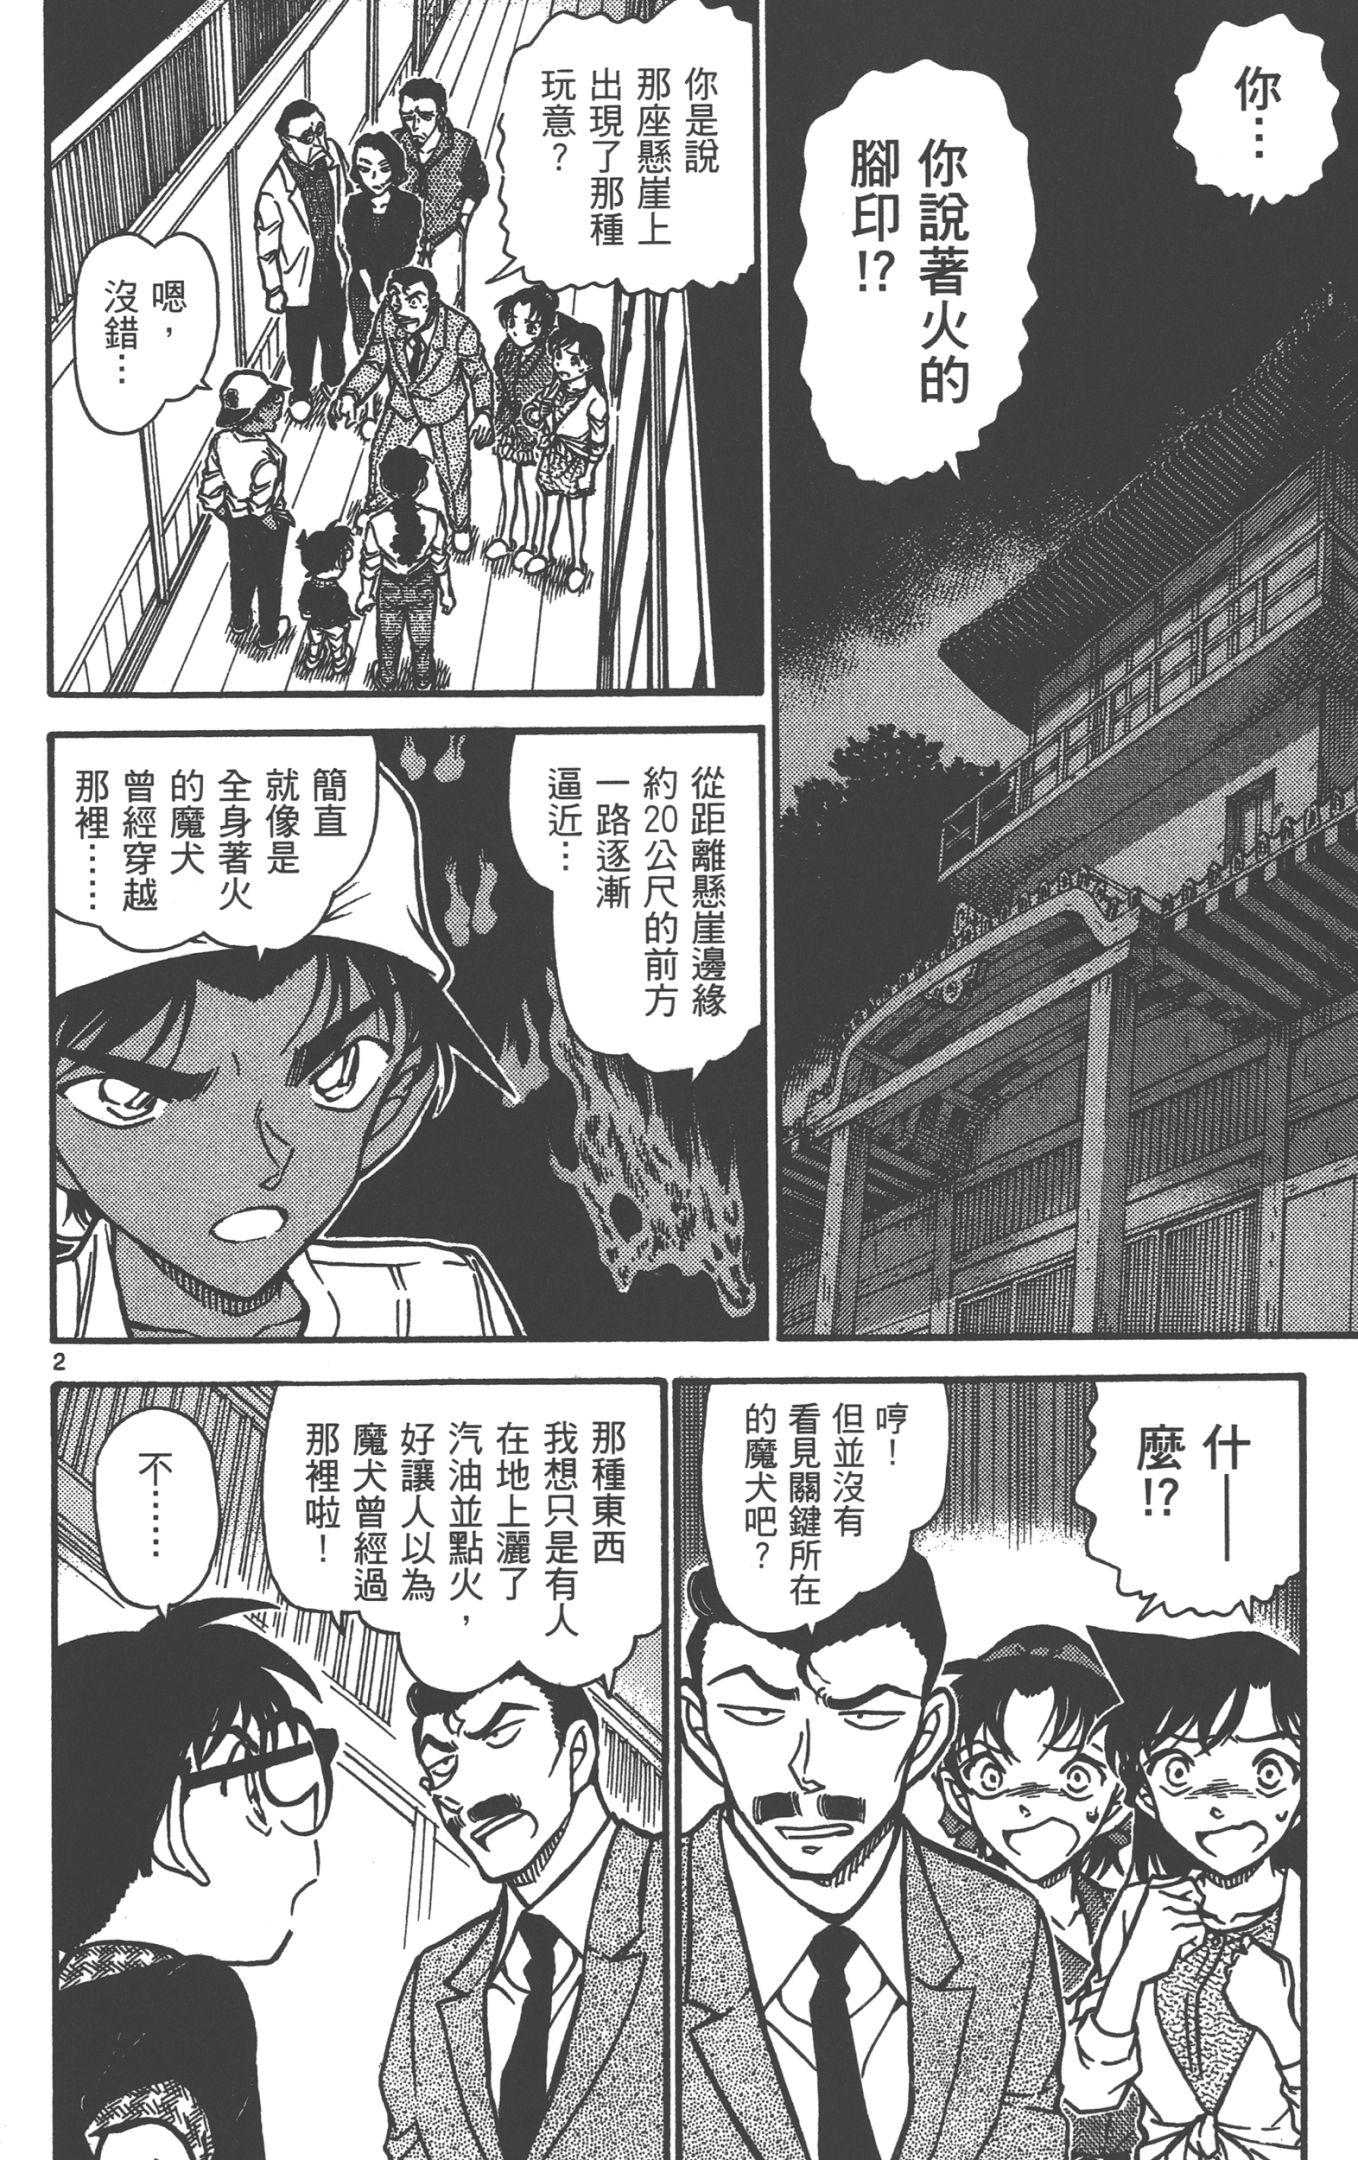 你…
你說著火的
腳印!?
你是說
那座懸崖上
出現了那種
玩意？
嗯，
沒錯…
從距離懸崖邊緣
約20公尺的前方
一路逐漸
逼近…
簡直
就像是
全身著火
的魔犬
曾經穿越
那裡……
2
什——
麼!?
哼！
但並沒有
看見關鍵所在
的魔犬吧？
那種東西
我想只是有人
在地上灑了
汽油並點火，
好讓人以為
魔犬曾經過
那裡啦！
不……